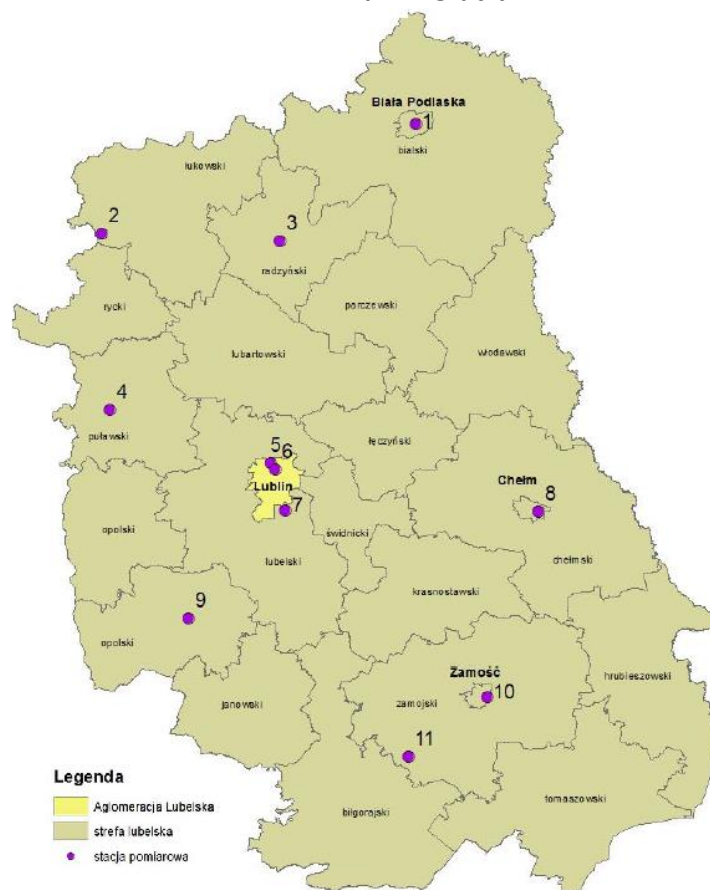 Biała Podlaska
1
bialski
łukowski
2
3
radzyński
rycki
parczewski
lubartowski
włodawski
4
puławski
5
6
łęczyński
Lublin
7
Chełm
8
opolski
świdnicki
lubelski
chełmski
krasnostawski
9
opolski
Zamość
hrubieszowski
janowski
zamojski
10
11
Legenda
Aglomeracja Lubelska
strefa lubelska
stacja pomiarowa
biłgorajski
tomaszowski